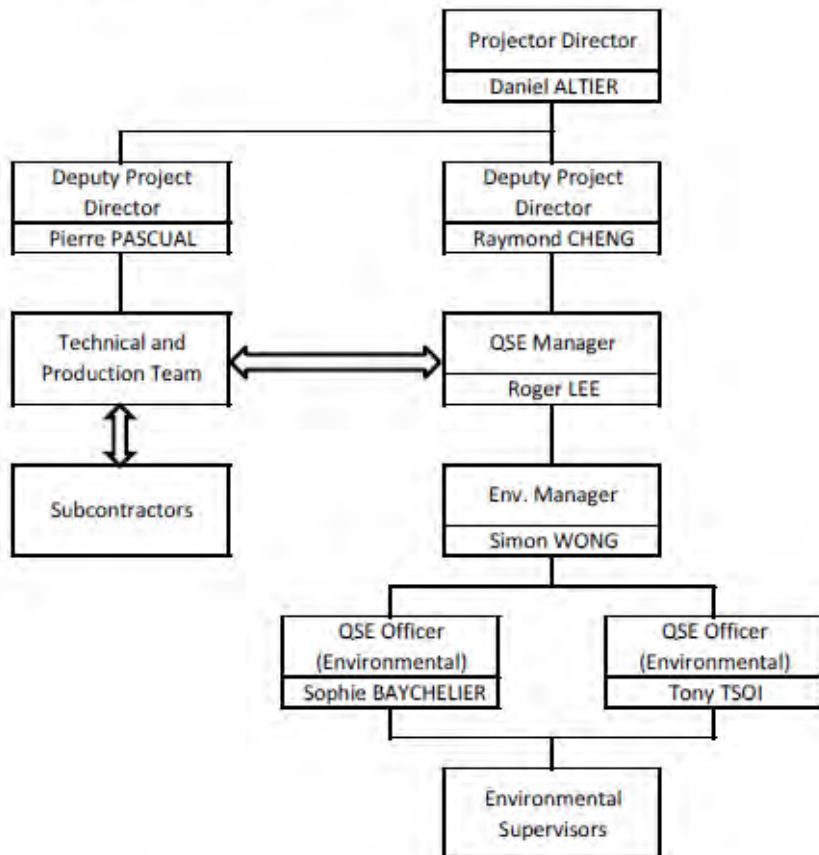 Projector Director
Daniel ALTIER
Deputy Project
Director
Pierre PASCUAL
Deputy Project
Director
Raymond CHENG
Technical and
Production Team
QSE Manager
Roger LEE
Subcontractors
Env. Manager
Simon WONG
QSE Officer
(Environmental)
Sophie BAYCHELIER
QSE Officer
(Environmental)
Tony TSOI
Environmental
Supervisors